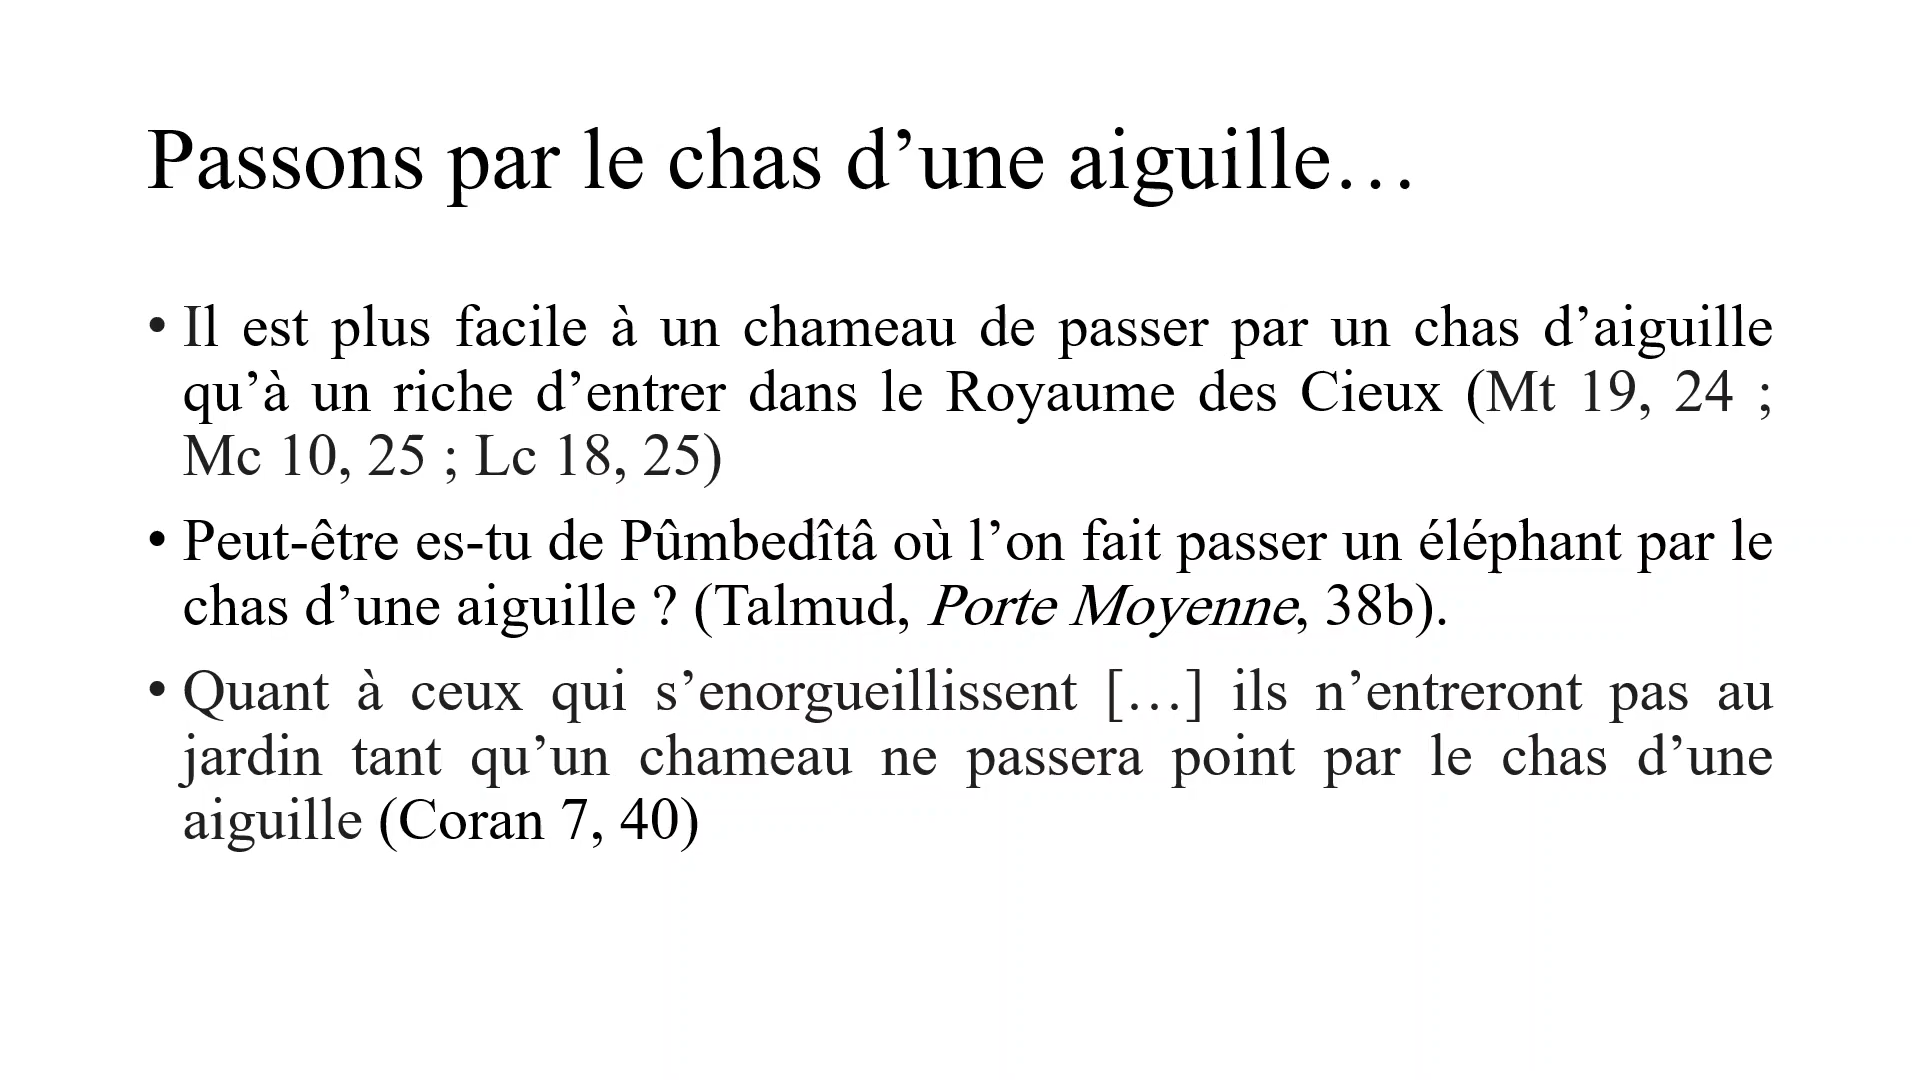 Passons par le chas d’une aiguille…
• Il est plus facile à un chameau de passer par un chas d’aiguille
qu’à un riche d’entrer dans le Royaume des Cieux (Mt 19, 24 ;
Mc 10, 25 ; Lc 18, 25)
• Peut-être es-tu de Pûmbedîtâ où l’on fait passer un éléphant par le
chas d’une aiguille ? (Talmud, Porte Moyenne, 38b).
• Quant à ceux qui s’enorgueillissent […] ils n’entreront pas au
jardin tant qu’un chameau ne passera point par le chas d’une
aiguille (Coran 7, 40)